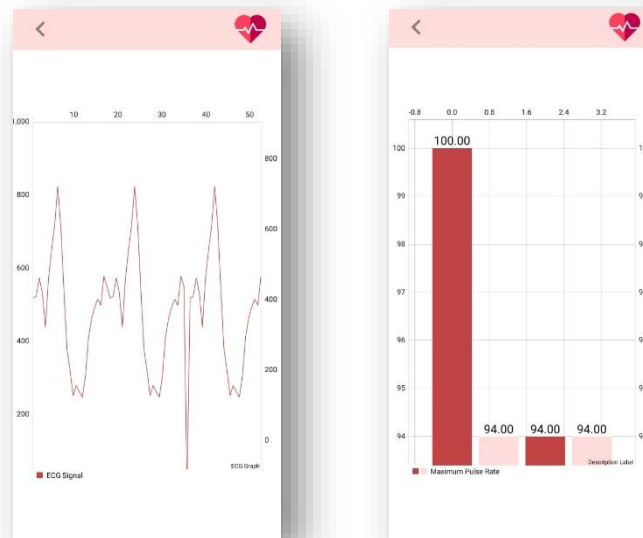 10 20 30 40 50
1,000
800
800
600
600
400
400
200
200
0
ECG Graph
ECG Signal
-0.8 0.0 0.8 1.6 2.4 3.2
100.00
100
99
98
97
96
95
94.00 94.00 94.00
94
Description Label
Maximum Pulse Rate